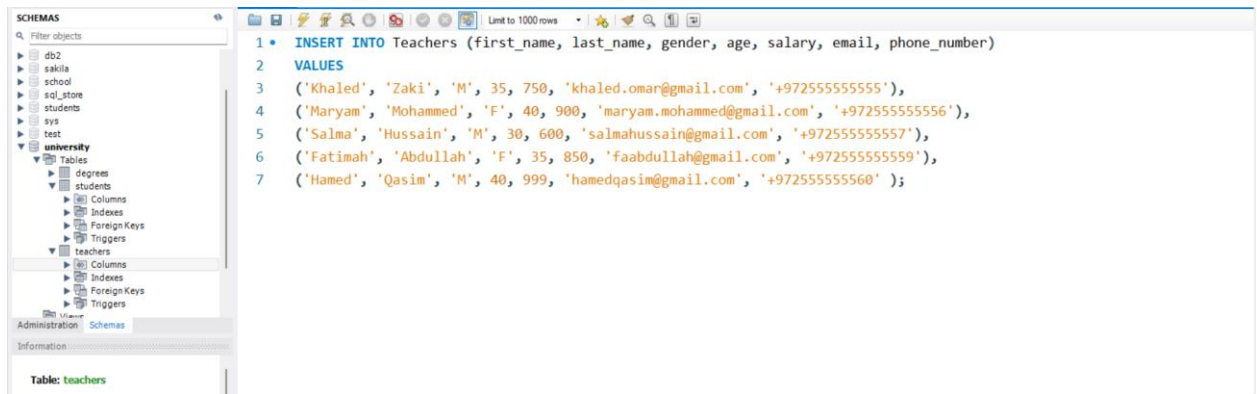 SCHEMAS
Filter objects
db2
sakila
school
sql_store
students
sys
test
university
Tables
degrees
students
Columns
Indexes
Foreign Keys
Triggers
teachers
Columns
Indexes
Foreign Keys
Triggers
Views
Administration Schemas
Information
Table: teachers
Limit to 1000 rows
1 INSERT INTO Teachers (first_name, last_name, gender, age, salary, email, phone_number)
2 VALUES
3 ('Khaled', 'Zaki', 'M', 35, 750, 'khaled.omar@gmail.com', '+972555555555'),
4 ('Maryam', 'Mohammed', 'F', 40, 900, 'maryam.mohammed@gmail.com', '+972555555556'),
5 ('Salma', 'Hussain', 'M', 30, 600, 'salmahussain@gmail.com', '+972555555557'),
6 ('Fatimah', 'Abdullah', 'F', 35, 850, 'faabdullah@gmail.com', '+972555555559'),
7 ('Hamed', 'Qasim', 'M', 40, 999, 'hamedqasim@gmail.com', '+972555555560' );